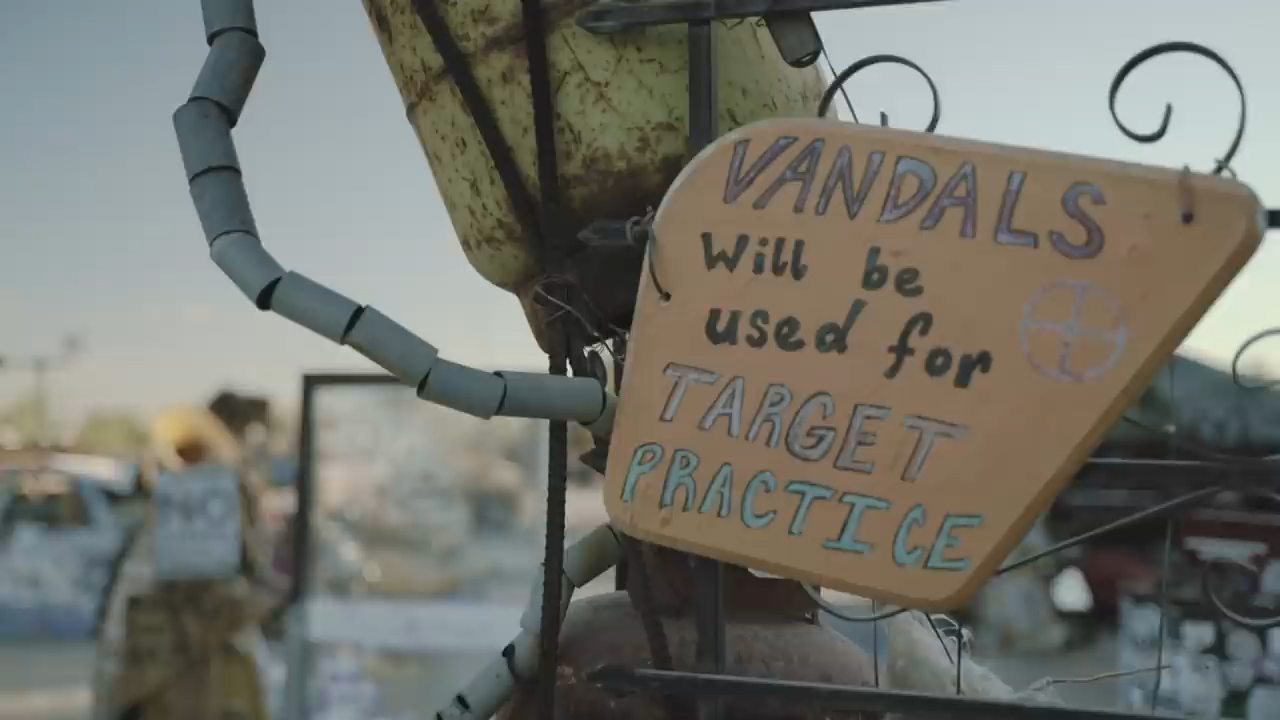 VANDALS
Will be
used for
TARGET
PRACTICE